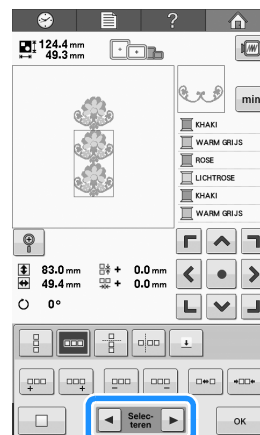 ?
124.4 mm
49.3 mm
min
KHAKI
WARM GRIJS
ROSE
LICHTROSE
KHAKI
WARM GRIJS
83.0 mm + 0.0 mm
49.4 mm + 0.0 mm
0°
Selec-
teren
OK